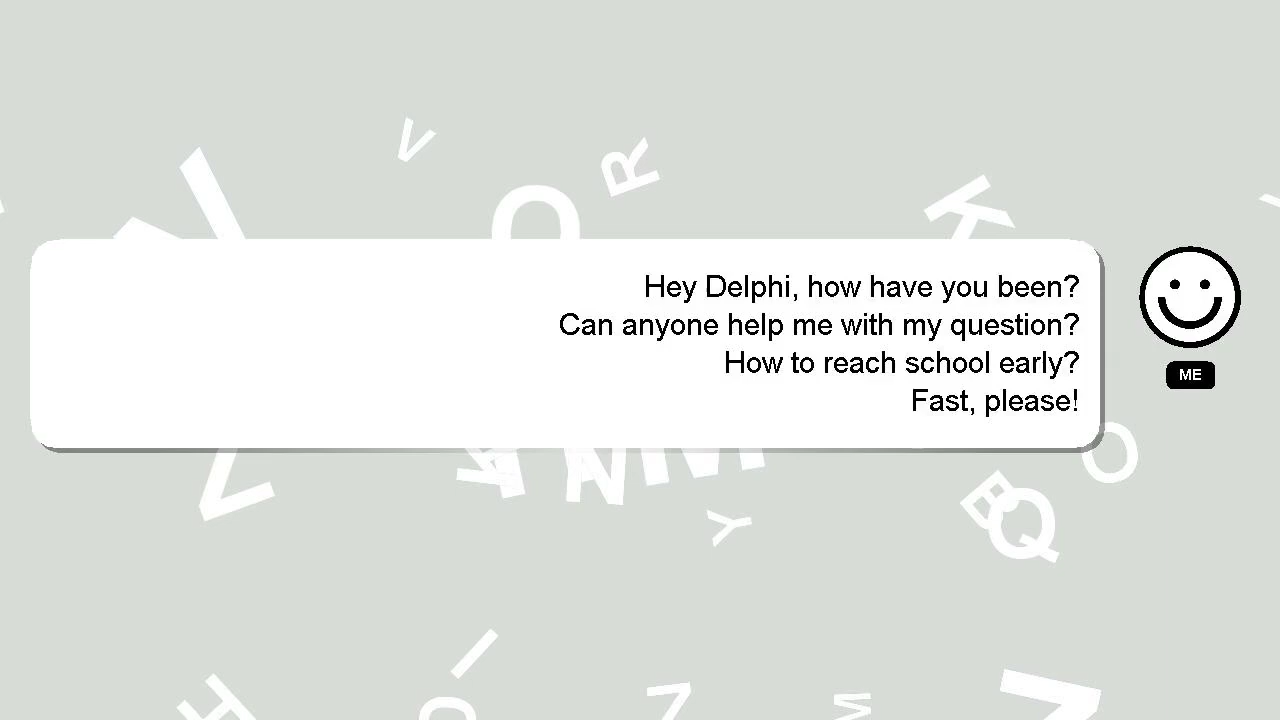 Hey Delphi, how have you been?
Can anyone help me with my question?
How to reach school early?
Fast, please!
ME